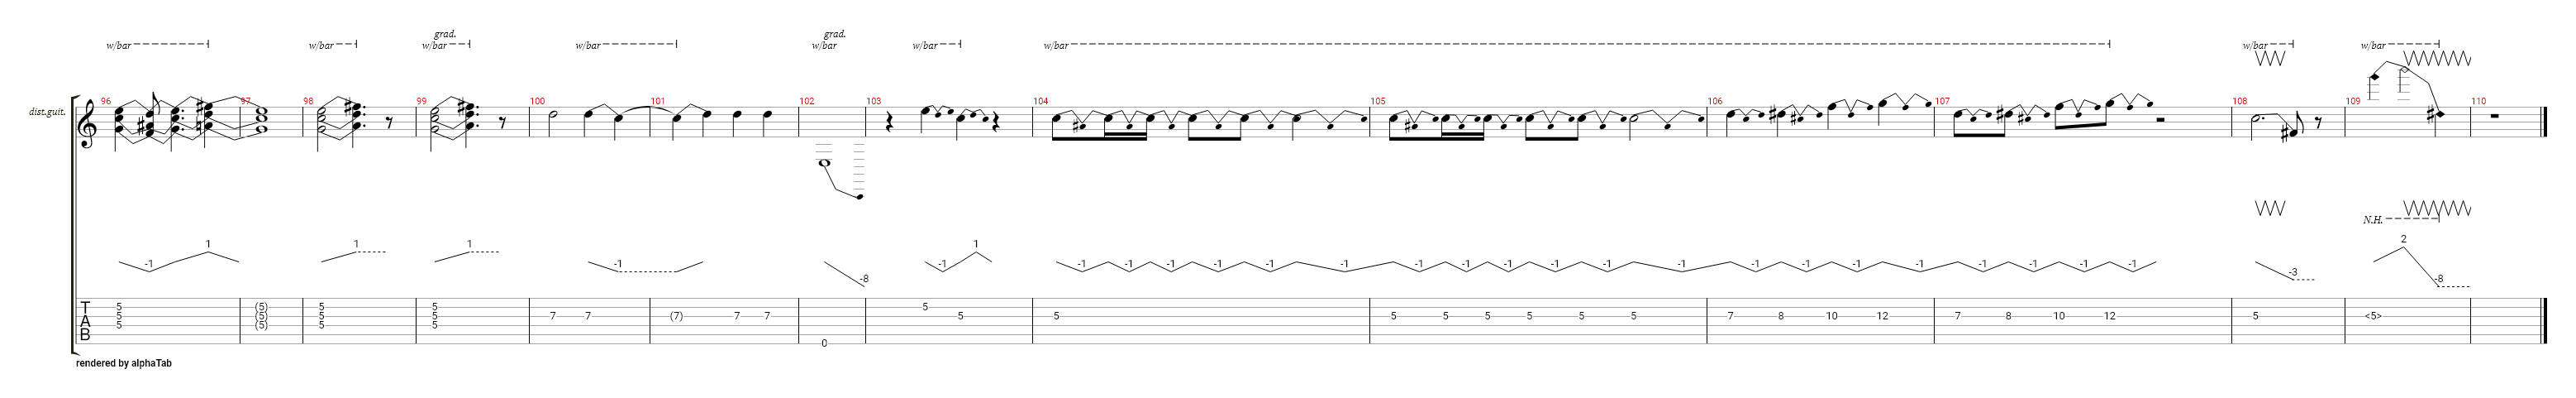 grad. grad.
w/bar w/bar w/bar w/bar w/bar w/bar w/bar w/bar w/bar
dist.guit.
96 97 98 99 100 101 102 103 104 105 106 107 108 109 110
N.H.
1 1 1 1 2
-1 -1 -1 -1 -1 -1 -1 -1 -1 -1 -1 -1 -1 -1 -1 -1 -1 -1 -1 -1 -1 -1 -1
-8 -3 -8
T 5 (5) 5 5 5
A 5 (5) 5 5 7 7 (7) 7 7 5 5 5 5 5 5 5 5 7 8 10 12 7 8 10 12 5 <5>
B 5 (5) 5 5
0
rendered by alphaTab